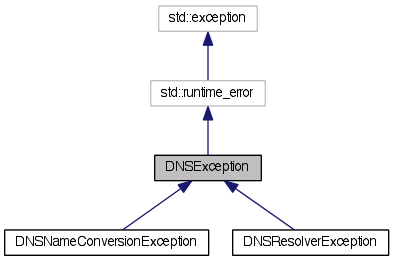 std::exception
std::runtime_error
DNSException
DNSNameConversionException
DNSResolverException